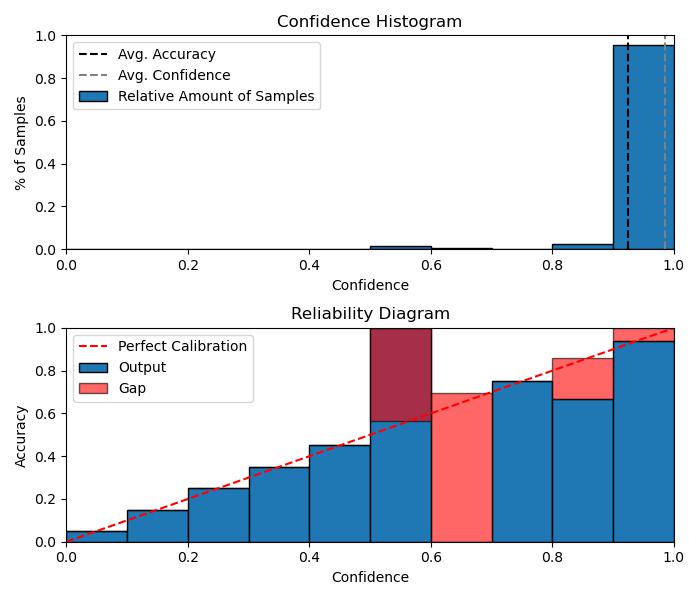 Confidence Histogram
1.0
0.8
0.6
0.4
0.2
0.0
% of Samples
Avg. Accuracy
Avg. Confidence
Relative Amount of Samples
0.0 0.2 0.4 0.6 0.8 1.0
Confidence
Reliability Diagram
1.0
0.8
0.6
0.4
0.2
0.0
Accuracy
Perfect Calibration
Output
Gap
0.0 0.2 0.4 0.6 0.8 1.0
Confidence